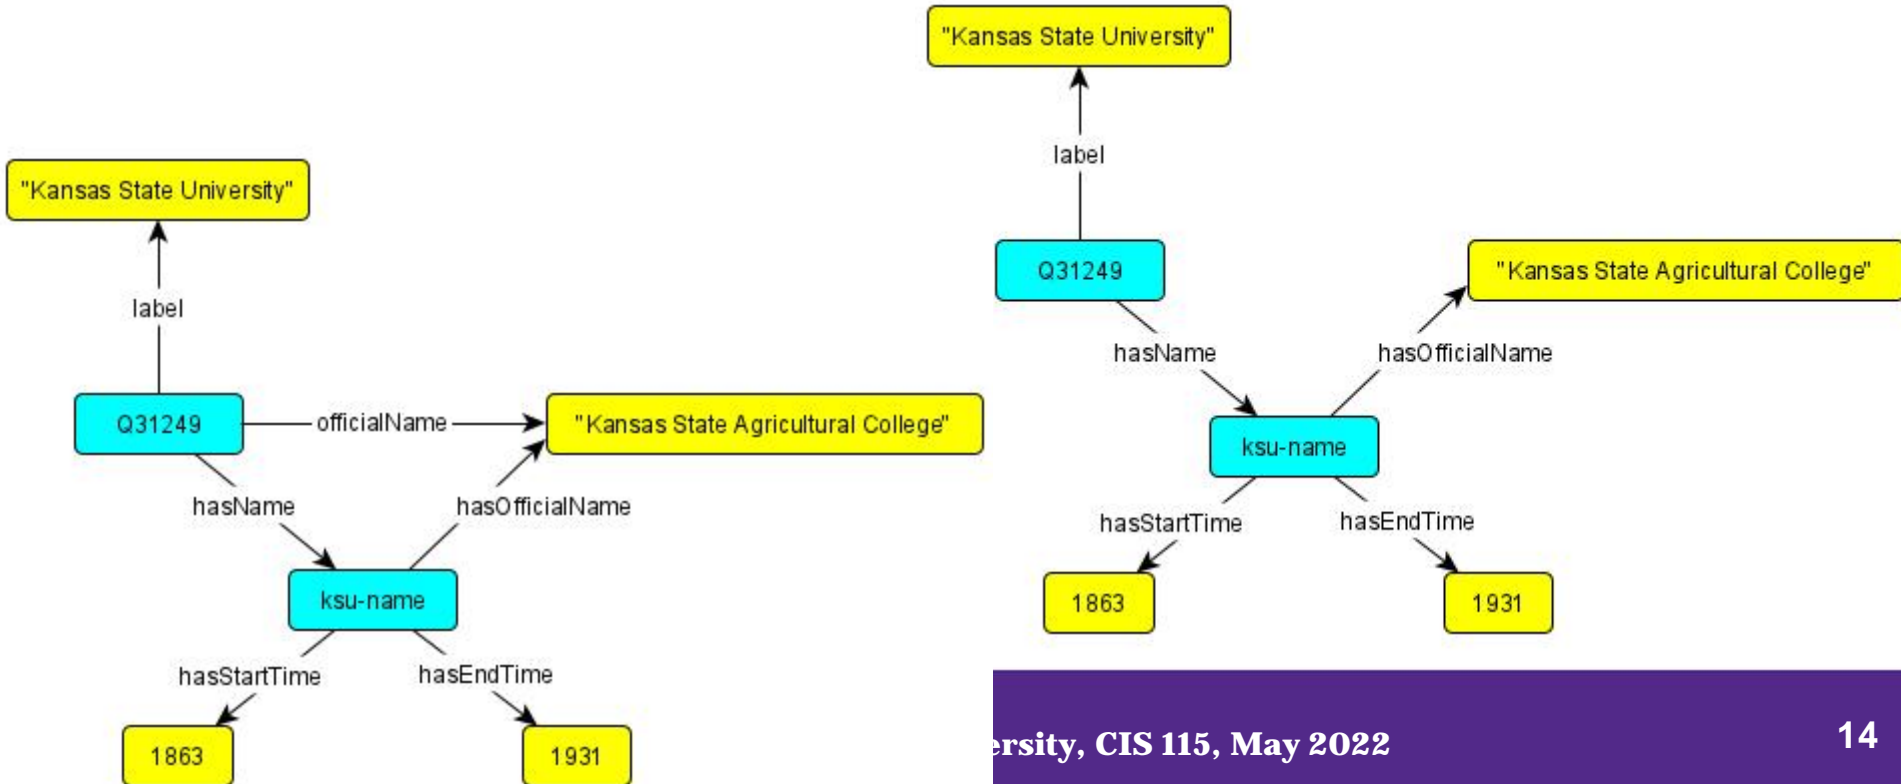 "Kansas State University"
label
Q31249
officialName
"Kansas State Agricultural College"
hasName
hasOfficialName
ksu-name
hasStartTime
hasEndTime
1863
1931
"Kansas State University"
label
Q31249
"Kansas State Agricultural College"
hasName
hasOfficialName
ksu-name
hasStartTime
hasEndTime
1863
1931
ersity, CIS 115, May 2022
14